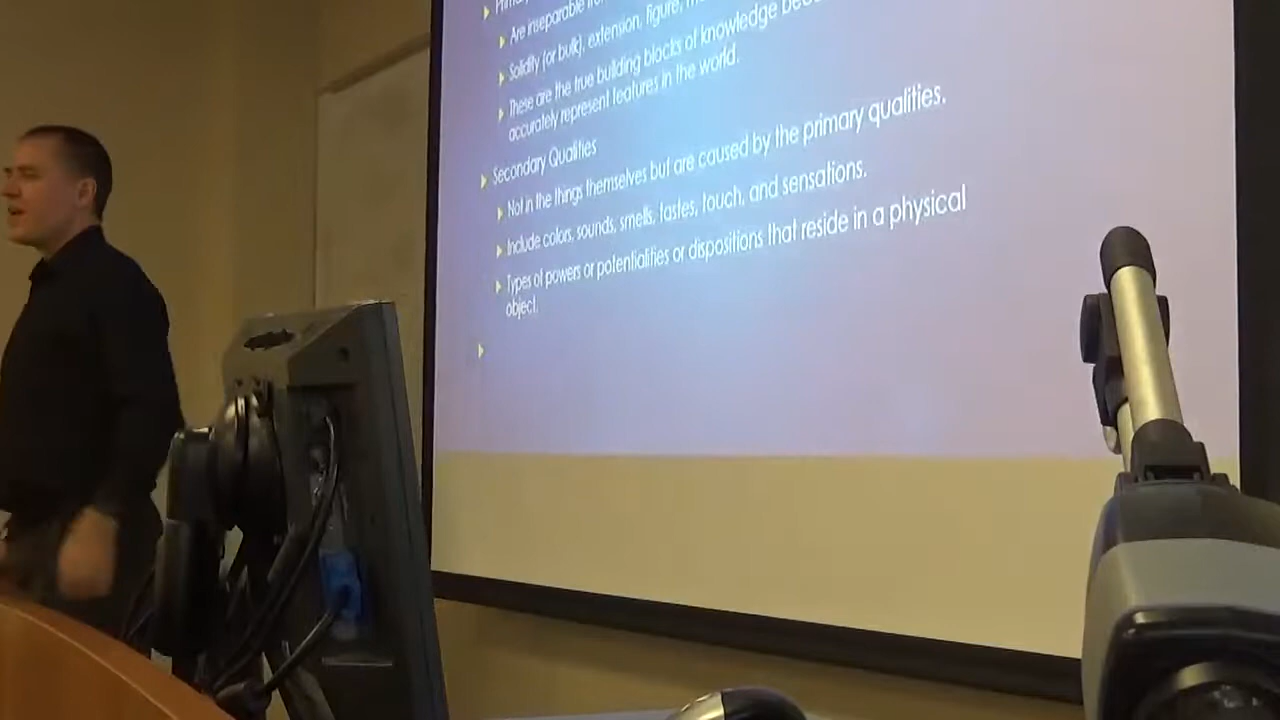 Are inseparable
Solidity (or bulk), extension, figure,
These are the true building blocks of knowledge
accurately represent features in the world.
Secondary Qualities
Not in the things themselves but are caused by the primary qualities.
Include colors, sounds, smells, tastes, touch, and sensations.
Types of powers or potentialities or dispositions that reside in a physical
object.